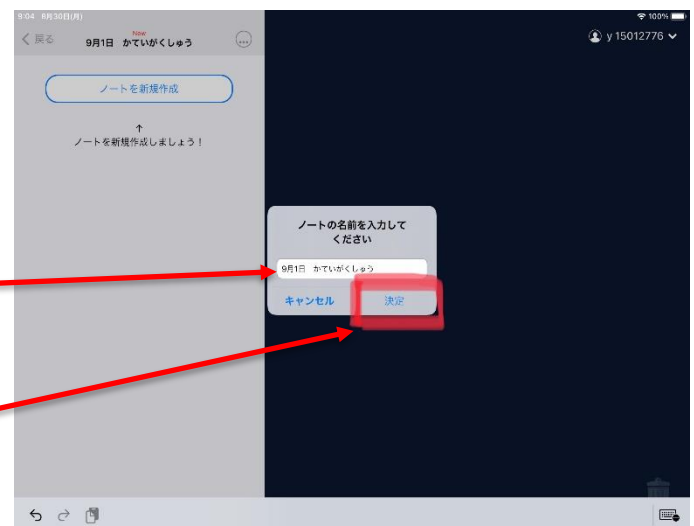 9:04 8月30日(月)
100%
く 戻る
New
9月1日 かていがくしゅう
y 15012776
ノートを新規作成
↑
ノートを新規作成しましょう！
ノートの名前を入力して
ください
9月1日 かていがくしゅう
キャンセル
決定